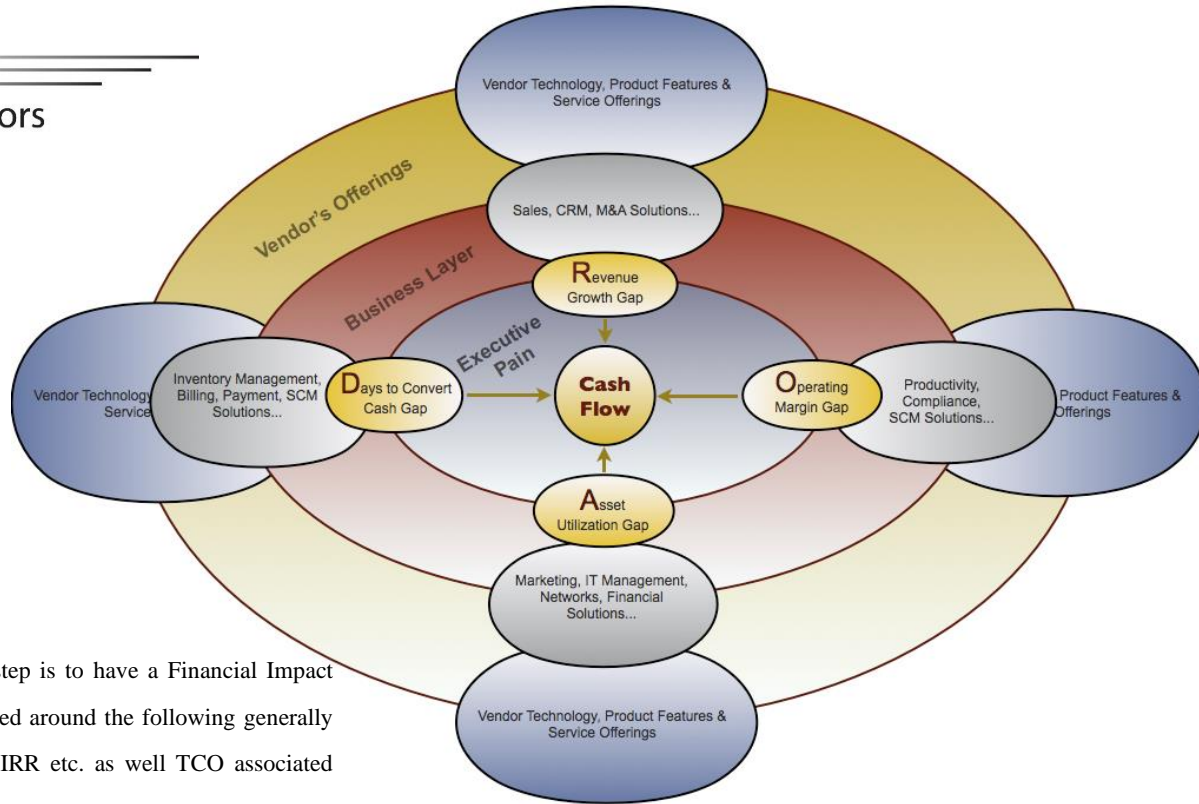 ors
Vendor Technology, Product Features &
Service Offerings
Vendor's Offerings
Sales, CRM, M&A Solutions...
Business Layer
Revenue
Growth Gap
Executive
Pain
Vendor Technology
Service
Inventory Management,
Billing, Payment, SCM
Solutions...
Days to Convert
Cash Gap
Cash
Flow
Operating
Margin Gap
Productivity,
Compliance,
SCM Solutions...
Product Features &
Offerings
Asset
Utilization Gap
Marketing, IT Management,
Networks, Financial
Solutions...
Vendor Technology, Product Features &
Service Offerings
step is to have a Financial Impact
ed around the following generally
IRR etc. as well TCO associated